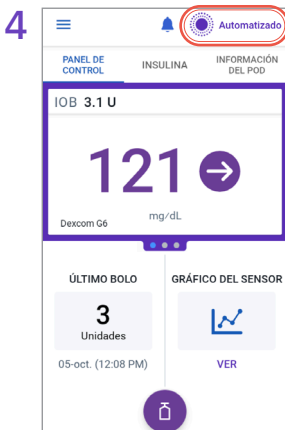 4
Automatizado
PANEL DE CONTROL
INSULINA
INFORMACIÓN DEL POD
IOB 3.1 U
121
mg/dL
Dexcom G6
ÚLTIMO BOLO
GRÁFICO DEL SENSOR
3
Unidades
05-oct. (12:08 PM)
VER